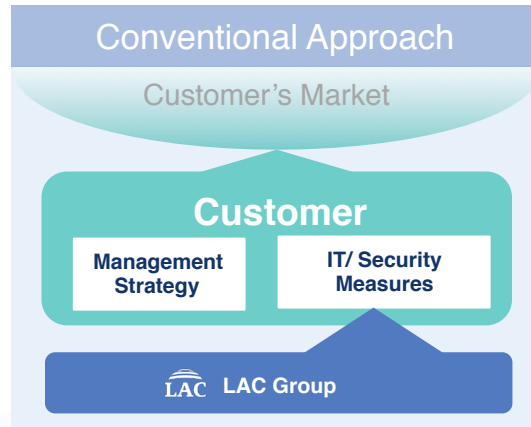 Conventional Approach
Customer's Market
Customer
Management
Strategy
IT/ Security
Measures
LAC LAC Group